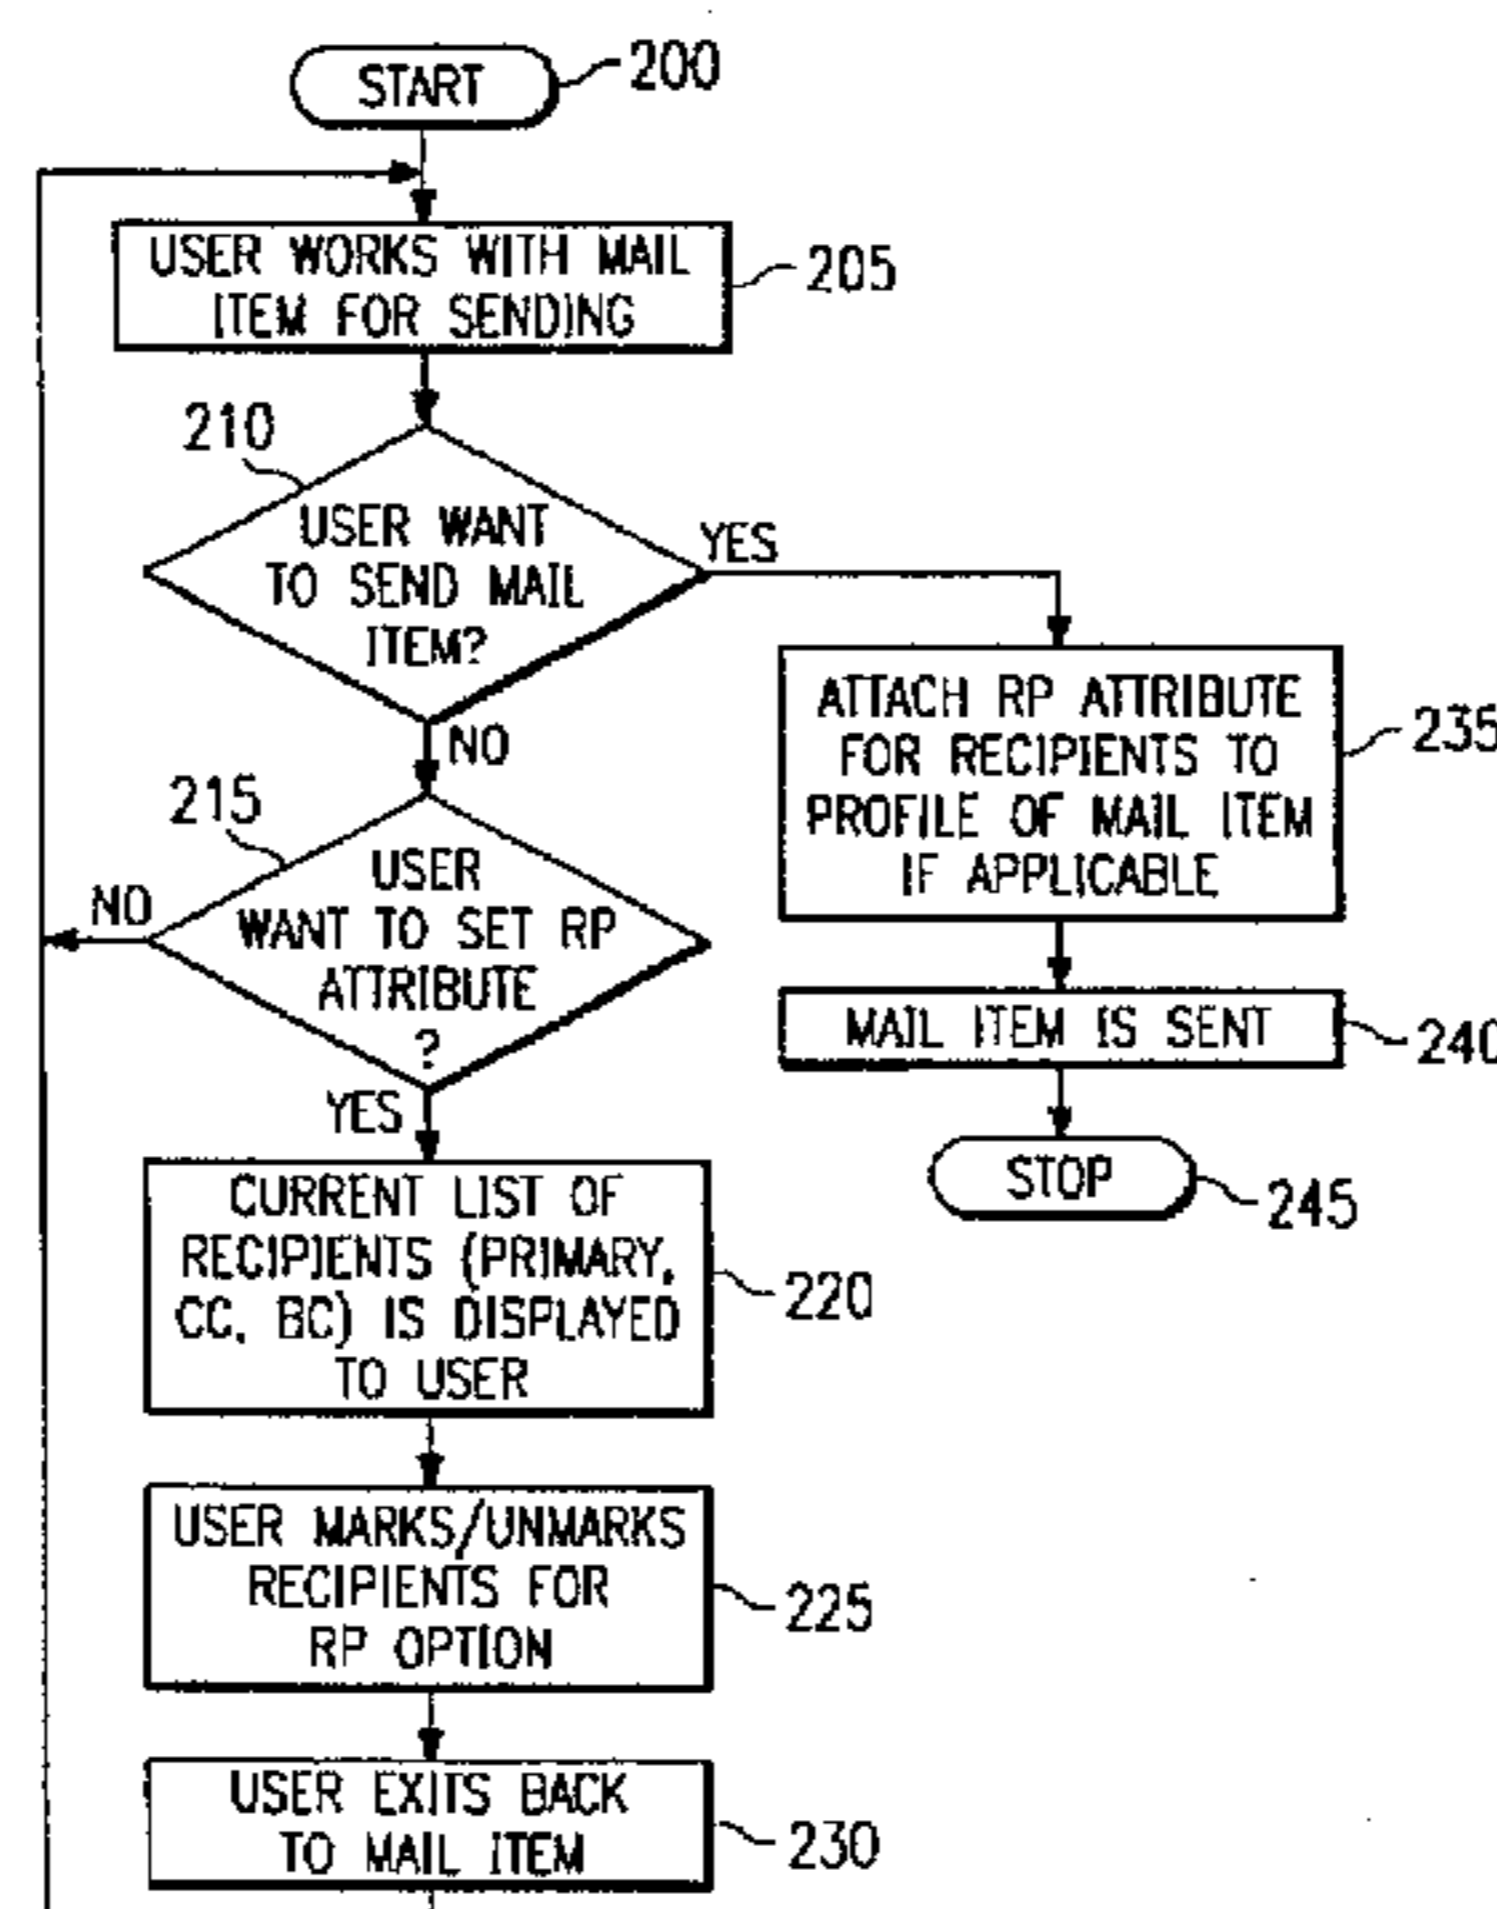 START
200
USER WORKS WITH MAIL
ITEM FOR SENDING
205
210
USER WANT
TO SEND MAIL
ITEM?
YES
NO
215
USER
WANT TO SET RP
ATTRIBUTE
?
NO
YES
ATTACH RP ATTRIBUTE
FOR RECIPIENTS TO
PROFILE OF MAIL ITEM
IF APPLICABLE
235
MAIL ITEM IS SENT
240
STOP
245
CURRENT LIST OF
RECIPIENTS (PRIMARY,
CC, BC) IS DISPLAYED
TO USER
220
USER MARKS/UNMARKS
RECIPIENTS FOR
RP OPTION
225
USER EXITS BACK
TO MAIL ITEM
230